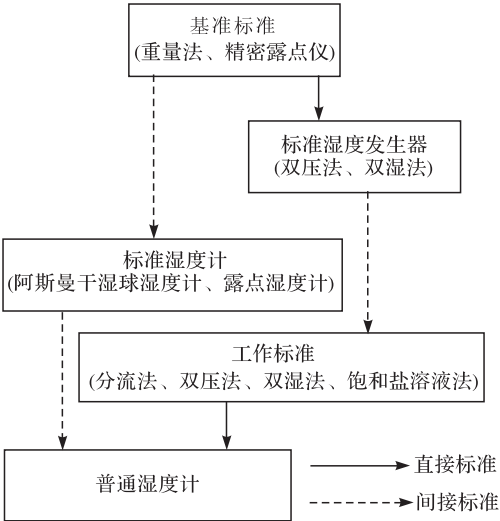 基准标准
(重量法、精密露点仪)
标准湿度发生器
(双压法、双湿法)
标准湿度计
(阿斯曼干湿球湿度计、露点湿度计)
工作标准
(分流法、双压法、双湿法、饱和盐溶液法)
普通湿度计
直接标准
间接标准